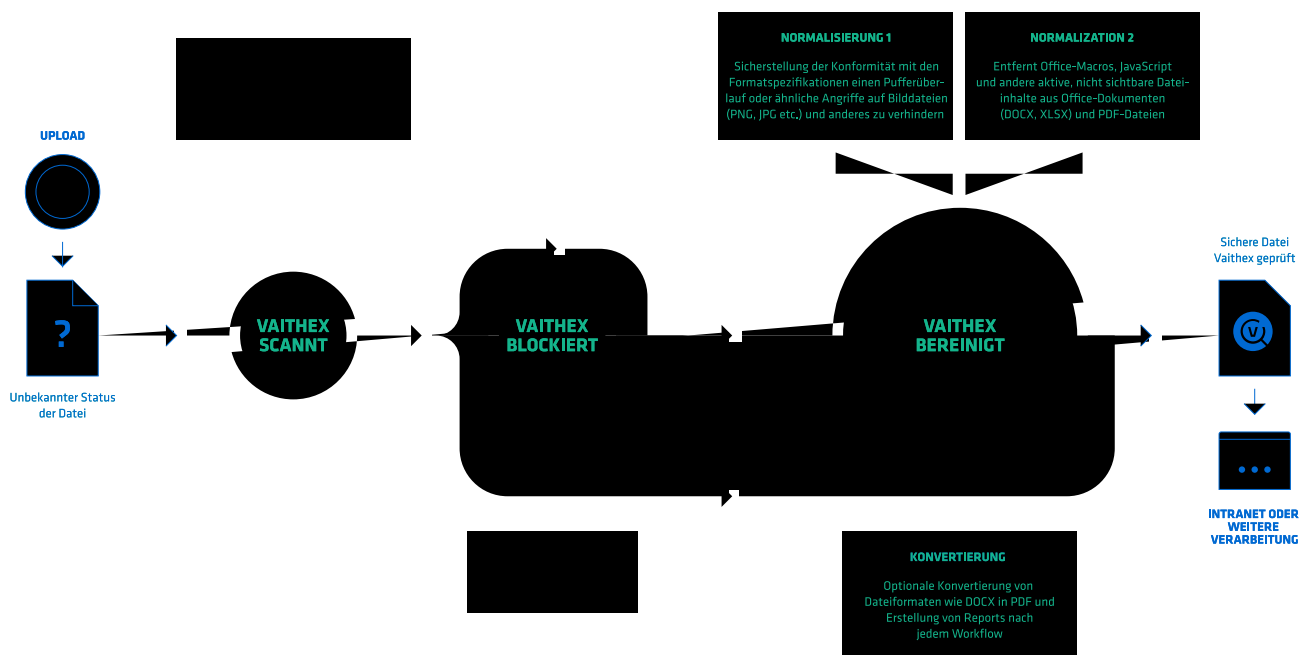 NORMALISIERUNG 1
Sicherstellung der Konformität mit den
Formatspezifikationen einen Pufferüber-
lauf oder ähnliche Angriffe auf Bilddateien
(PNG, JPG etc.) und anderes zu verhindern
NORMALIZATION 2
Entfernt Office-Macros, JavaScript
und andere aktive, nicht sichtbare Datei-
inhalte aus Office-Dokumenten
(DOCX, XLSX) und PDF-Dateien
UPLOAD
?
Unbekannter Status
der Datei
VAITHEX
SCANNT
VAITHEX
BLOCKIERT
VAITHEX
BEREINIGT
Sichere Datei
Vaithex geprüft
V
INTRANET ODER
WEITERE
VERARBEITUNG
KONVERTIERUNG
Optionale Konvertierung von
Dateiformaten wie DOCX in PDF und
Erstellung von Reports nach
jedem Workflow